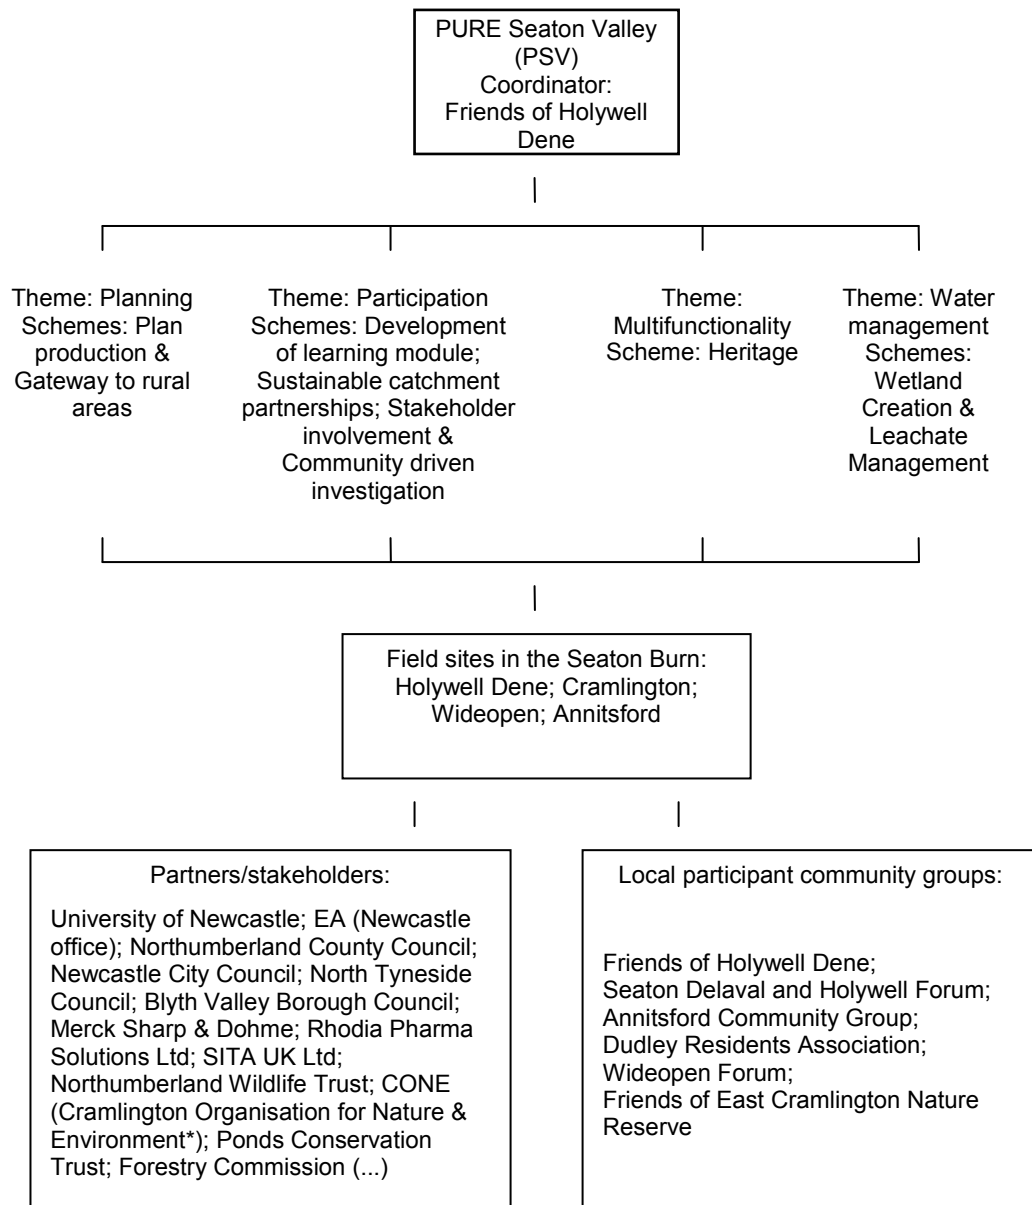 PURE Seaton Valley
(PSV)
Coordinator:
Friends of Holywell
Dene
Theme: Planning
Schemes: Plan
production &
Gateway to rural
areas
Theme: Participation
Schemes: Development
of learning module;
Sustainable catchment
partnerships; Stakeholder
involvement &
Community driven
investigation
Theme:
Multifunctionality
Scheme: Heritage
Theme: Water
management
Schemes:
Wetland
Creation &
Leachate
Management
Field sites in the Seaton Burn:
Holywell Dene; Cramlington;
Wideopen; Annitsford
Partners/stakeholders:
University of Newcastle; EA (Newcastle
office); Northumberland County Council;
Newcastle City Council; North Tyneside
Council; Blyth Valley Borough Council;
Merck Sharp & Dohme; Rhodia Pharma
Solutions Ltd; SITA UK Ltd;
Northumberland Wildlife Trust; CONE
(Cramlington Organisation for Nature &
Environment*); Ponds Conservation
Trust; Forestry Commission (...)
Local participant community groups:
Friends of Holywell Dene;
Seaton Delaval and Holywell Forum;
Annitsford Community Group;
Dudley Residents Association;
Wideopen Forum;
Friends of East Cramlington Nature
Reserve